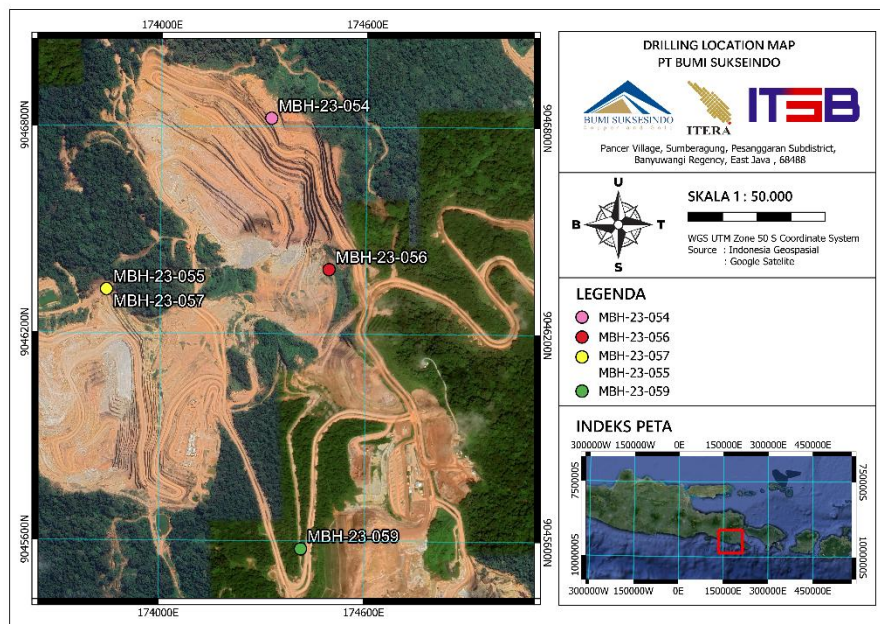 174000E 174600E
9046800N 9046800N
MBH-23-054
MBH-23-056
MBH-23-055
MBH-23-057
9046200N 9046200N
MBH-23-059
9045600N 9045600N
174000E 174600E
DRILLING LOCATION MAP
PT BUMI SUKSEINDO
BUMI SUKSESINDO
ITERA
ITSB
Pancer Village, Sumberagung, Pesanggaran Subdistrict,
Banyuwangi Regency, East Java , 68488
U
B T
S
SKALA 1 : 50.000
WGS UTM Zone 50 S Coordinate System
Source : Indonesia Geospasial
: Google Satelite
LEGENDA
MBH-23-054
MBH-23-056
MBH-23-057
MBH-23-055
MBH-23-059
INDEKS PETA
300000W 150000W 0E 150000E 300000E 450000E
750000S 750000S
1000000S 1000000S
300000W 150000W 0E 150000E 300000E 450000E